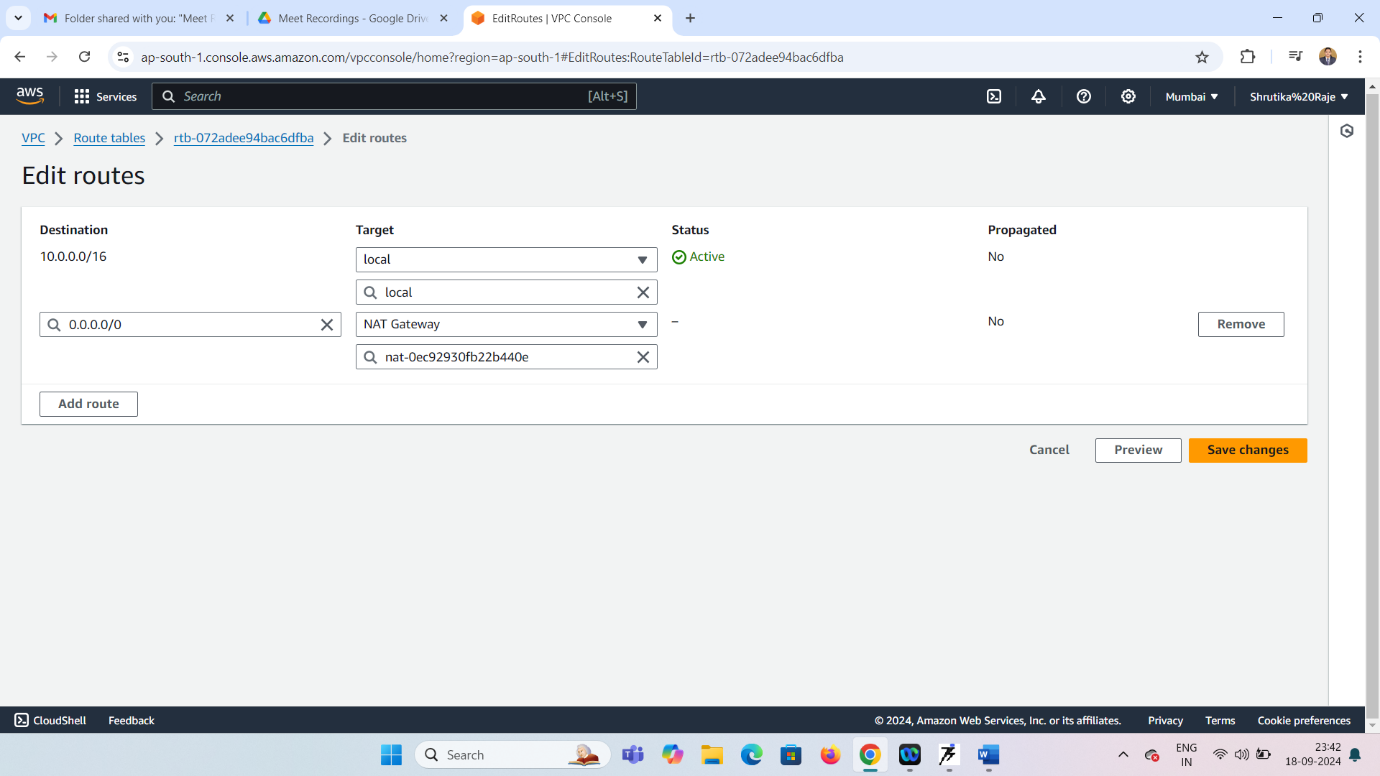 Folder shared with you: "Meet R
Meet Recordings - Google Drive
EditRoutes | VPC Console
ap-south-1.console.aws.amazon.com/vpcconsole/home?region=ap-south-1#EditRoutes:RouteTableId=rtb-072adee94bac6dfba
aws
Services
Search
[Alt+S]
Mumbai
Shrutika%20Raje
VPC
Route tables
rtb-072adee94bac6dfba
Edit routes
Edit routes
Destination
Target
Status
Propagated
10.0.0.0/16
local
Active
No
local
0.0.0.0/0
NAT Gateway
–
No
Remove
nat-0ec92930fb22b440e
Add route
Cancel
Preview
Save changes
CloudShell
Feedback
© 2024, Amazon Web Services, Inc. or its affiliates.
Privacy
Terms
Cookie preferences
Search
ENG
IN
23:42
18-09-2024